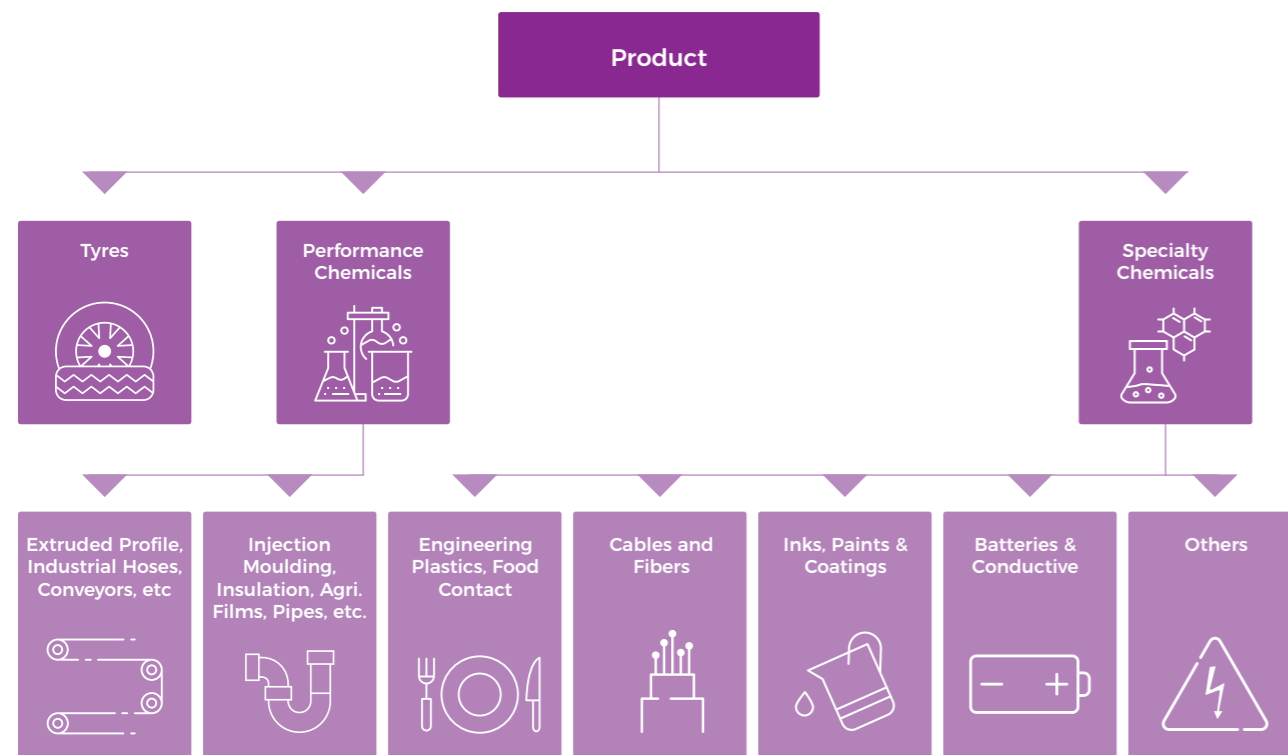 Product
Tyres
Performance
Chemicals
Specialty
Chemicals
Extruded Profile,
Industrial Hoses,
Conveyors, etc
Injection
Moulding,
Insulation, Agri.
Films, Pipes, etc.
Engineering
Plastics, Food
Contact
Cables and
Fibers
Inks, Paints &
Coatings
Batteries &
Conductive
Others